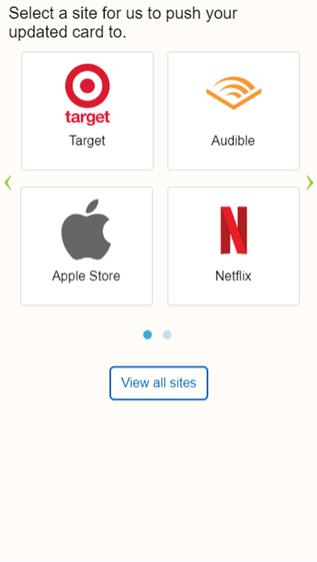 Select a site for us to push your
updated card to.
target
Target
Audible
Apple Store
Netflix
View all sites